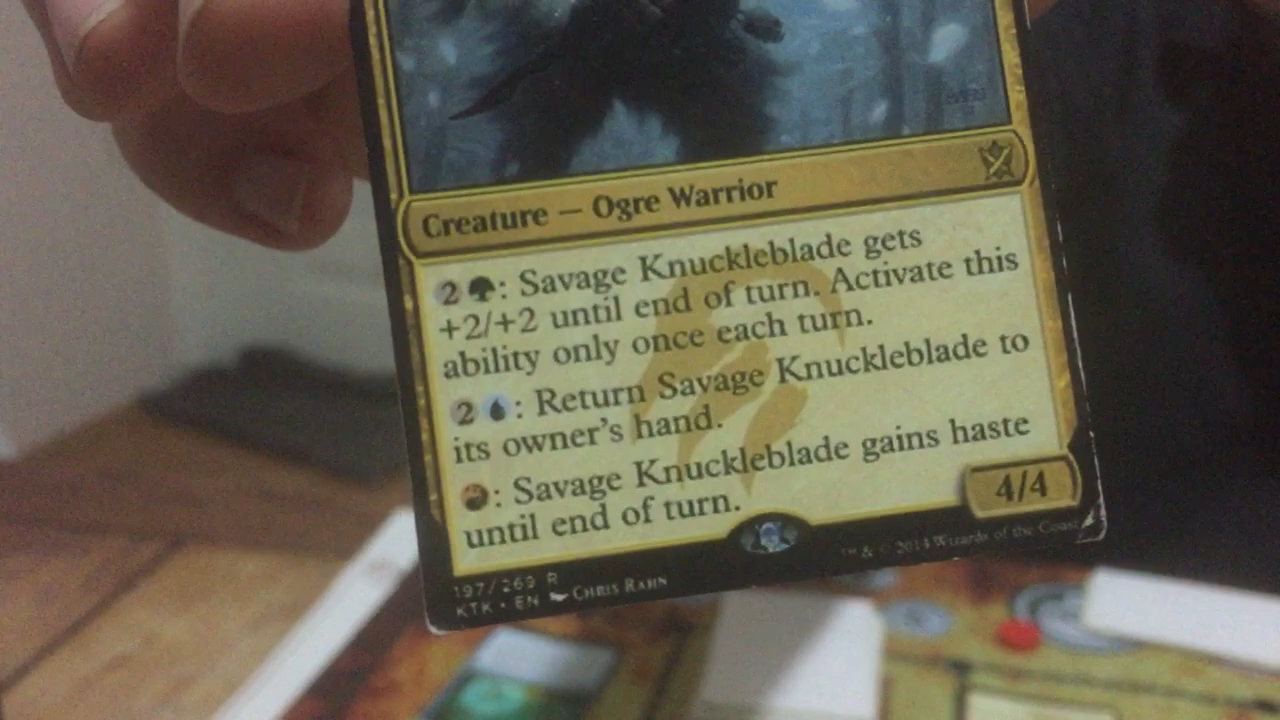 Creature — Ogre Warrior
2: Savage Knuckleblade gets
+2/+2 until end of turn. Activate this
ability only once each turn.
2: Return Savage Knuckleblade to
its owner's hand.
: Savage Knuckleblade gains haste
until end of turn.
4/4
197/269 R
KTK • EN CHRIS RAHN
™ & © 2014 Wizards of the Coast